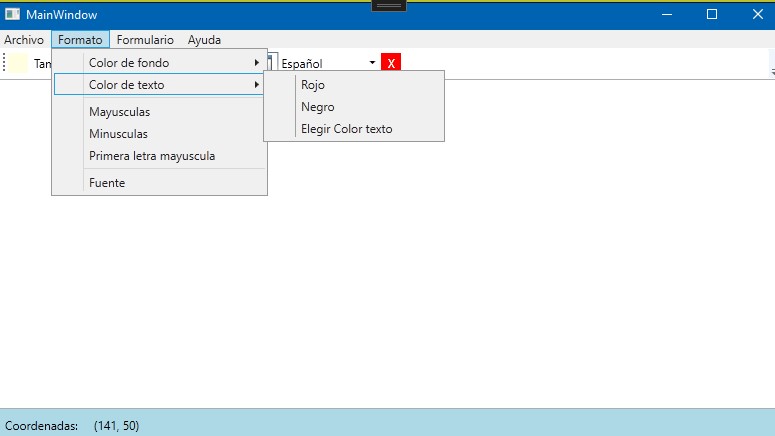 MainWindow
Archivo Formato Formulario Ayuda
Español X
Color de fondo
Color de texto
Mayusculas
Minusculas
Primera letra mayuscula
Fuente
Rojo
Negro
Elegir Color texto
Coordenadas: (141, 50)